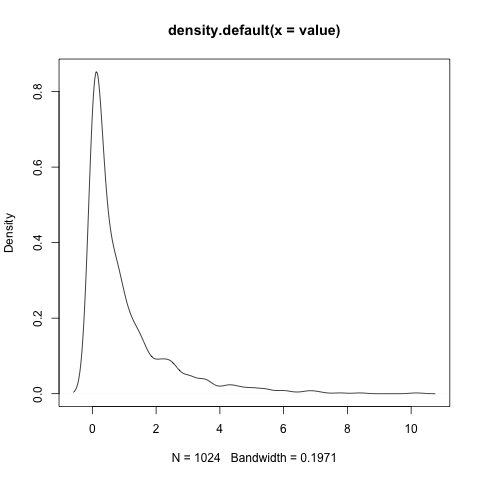 density.default(x = value)
Density
0.8
0.6
0.4
0.2
0.0
0 2 4 6 8 10
N = 1024 Bandwidth = 0.1971